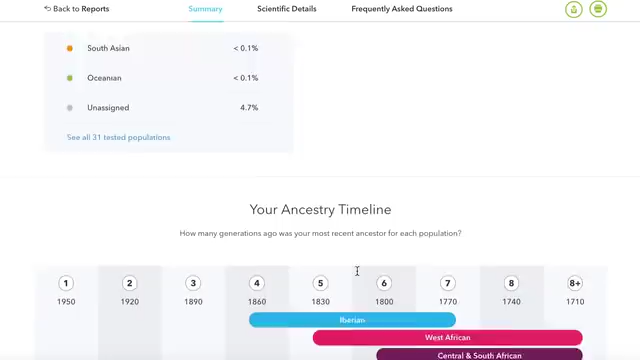 Back to Reports
Summary
Scientific Details
Frequently Asked Questions
South Asian < 0.1%
Oceanian < 0.1%
Unassigned 4.7%
See all 31 tested populations
Your Ancestry Timeline
How many generations ago was your most recent ancestor for each population?
1 2 3 4 5 6 7 8 8+
1950 1920 1890 1860 1830 1800 1770 1740 1710
Iberian
West African
Central & South African